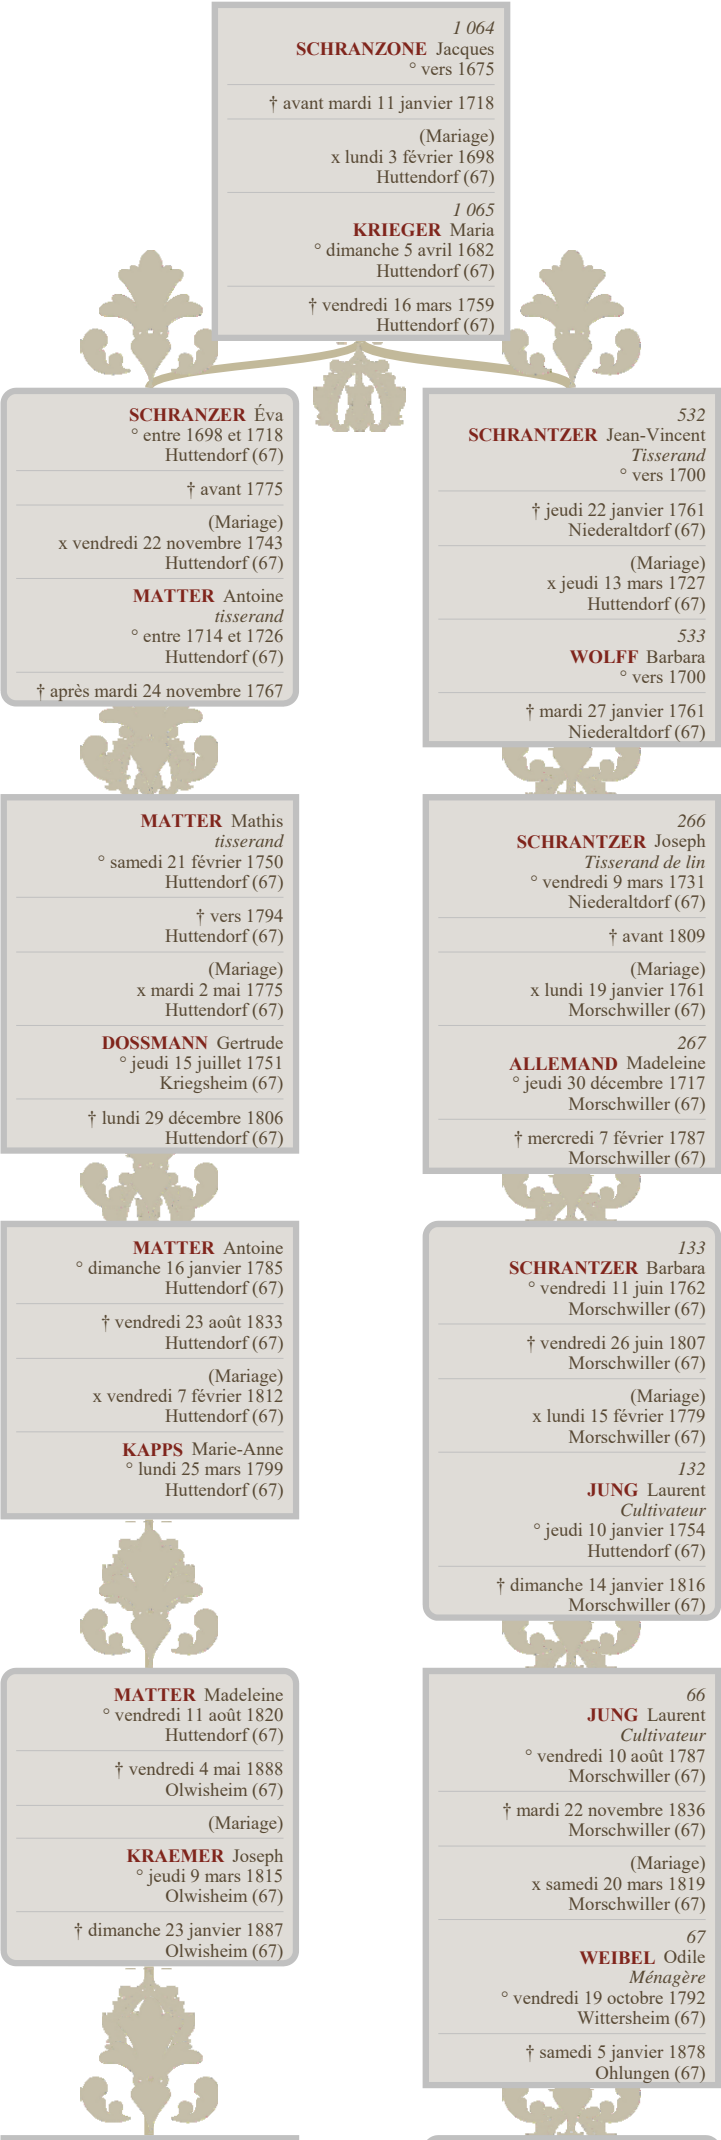 1 064
SCHRANZONE Jacques
° vers 1675
† avant mardi 11 janvier 1718
(Mariage)
x lundi 3 février 1698
Huttendorf (67)
1 065
KRIEGER Maria
° dimanche 5 avril 1682
Huttendorf (67)
† vendredi 16 mars 1759
Huttendorf (67)
SCHRANZER Éva
° entre 1698 et 1718
Huttendorf (67)
† avant 1775
(Mariage)
x vendredi 22 novembre 1743
Huttendorf (67)
MATTER Antoine
tisserand
° entre 1714 et 1726
Huttendorf (67)
† après mardi 24 novembre 1767
532
SCHRANTZER Jean-Vincent
Tisserand
° vers 1700
† jeudi 22 janvier 1761
Niederaltdorf (67)
(Mariage)
x jeudi 13 mars 1727
Huttendorf (67)
533
WOLFF Barbara
° vers 1700
† mardi 27 janvier 1761
Niederaltdorf (67)
MATTER Mathis
tisserand
° samedi 21 février 1750
Huttendorf (67)
† vers 1794
Huttendorf (67)
(Mariage)
x mardi 2 mai 1775
Huttendorf (67)
DOSSMANN Gertrude
° jeudi 15 juillet 1751
Kriegsheim (67)
† lundi 29 décembre 1806
Huttendorf (67)
266
SCHRANTZER Joseph
Tisserand de lin
° vendredi 9 mars 1731
Niederaltdorf (67)
† avant 1809
(Mariage)
x lundi 19 janvier 1761
Morschwiller (67)
267
ALLEMAND Madeleine
° jeudi 30 décembre 1717
Morschwiller (67)
† mercredi 7 février 1787
Morschwiller (67)
MATTER Antoine
° dimanche 16 janvier 1785
Huttendorf (67)
† vendredi 23 août 1833
Huttendorf (67)
(Mariage)
x vendredi 7 février 1812
Huttendorf (67)
KAPPS Marie-Anne
° lundi 25 mars 1799
Huttendorf (67)
133
SCHRANTZER Barbara
° vendredi 11 juin 1762
Morschwiller (67)
† vendredi 26 juin 1807
Morschwiller (67)
(Mariage)
x lundi 15 février 1779
Morschwiller (67)
132
JUNG Laurent
Cultivateur
° jeudi 10 janvier 1754
Huttendorf (67)
† dimanche 14 janvier 1816
Morschwiller (67)
MATTER Madeleine
° vendredi 11 août 1820
Huttendorf (67)
† vendredi 4 mai 1888
Olwisheim (67)
(Mariage)
KRAEMER Joseph
° jeudi 9 mars 1815
Olwisheim (67)
† dimanche 23 janvier 1887
Olwisheim (67)
66
JUNG Laurent
Cultivateur
° vendredi 10 août 1787
Morschwiller (67)
† mardi 22 novembre 1836
Morschwiller (67)
(Mariage)
x samedi 20 mars 1819
Morschwiller (67)
67
WEIBEL Odile
Ménagère
° vendredi 19 octobre 1792
Wittersheim (67)
† samedi 5 janvier 1878
Ohlungen (67)